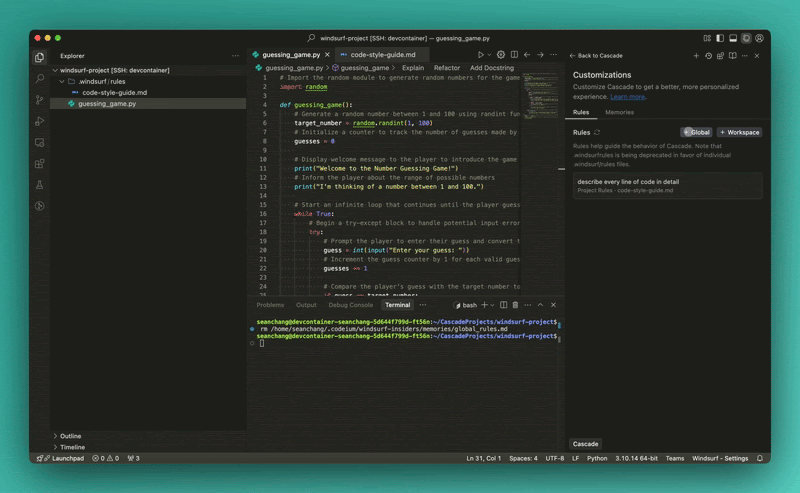 windsurf-project [SSH: devcontainer] — guessing_game.py
Explorer
windsurf-project [SSH: devcontainer]
.windsurf / rules
code-style-guide.md
guessing_game.py
Outline
Timeline
guessing_game.py
code-style-guide.md
guessing_game.py > guessing_game Explain Refactor Add Docstring
1 # Import the random module to generate random numbers for the game
2 import random
3
4 def guessing_game():
5 # Generate a random number between 1 and 100 using randint fun
6 target_number = random.randint(1, 100)
7 # Initialize a counter to track the number of guesses made by
8 guesses = 0
9
10 # Display welcome message to the player to introduce the game
11 print("Welcome to the Number Guessing Game!")
12 # Inform the player about the range of possible numbers
13 print("I'm thinking of a number between 1 and 100.")
14
15 # Start an infinite loop that continues until the player gues
16 while True:
17 # Begin a try-except block to handle potential input error
18 try:
19 # Prompt the player to enter their guess and convert t
20 guess = int(input("Enter your guess: "))
21 # Increment the guess counter by 1 for each valid gues
22 guesses += 1
23
24 # Compare the player's guess with the target number to
25 if guess == target_number:
Problems Output Debug Console Terminal
bash
seanchang@devcontainer-seanchang-5d644f799d-ft56n:~/CascadeProjects/windsurf-project$
rm /home/seanchang/.codeium/windsurf-insiders/memories/global_rules.md
seanchang@devcontainer-seanchang-5d644f799d-ft56n:~/CascadeProjects/windsurf-project$
Back to Cascade
Customizations
Customize Cascade to get a better, more personalized
experience. Learn more.
Rules Memories
Rules
Global
+ Workspace
Rules help guide the behavior of Cascade. Note that
.windsurfrules is being deprecated in favor of individual
.windsurf/rules files.
describe every line of code in detail
Project Rules · code-style-guide.md
Cascade
Launchpad 0 0 3 Ln 31, Col 1 Spaces: 4 UTF-8 LF Python 3.10.14 64-bit Teams Windsurf - Settings